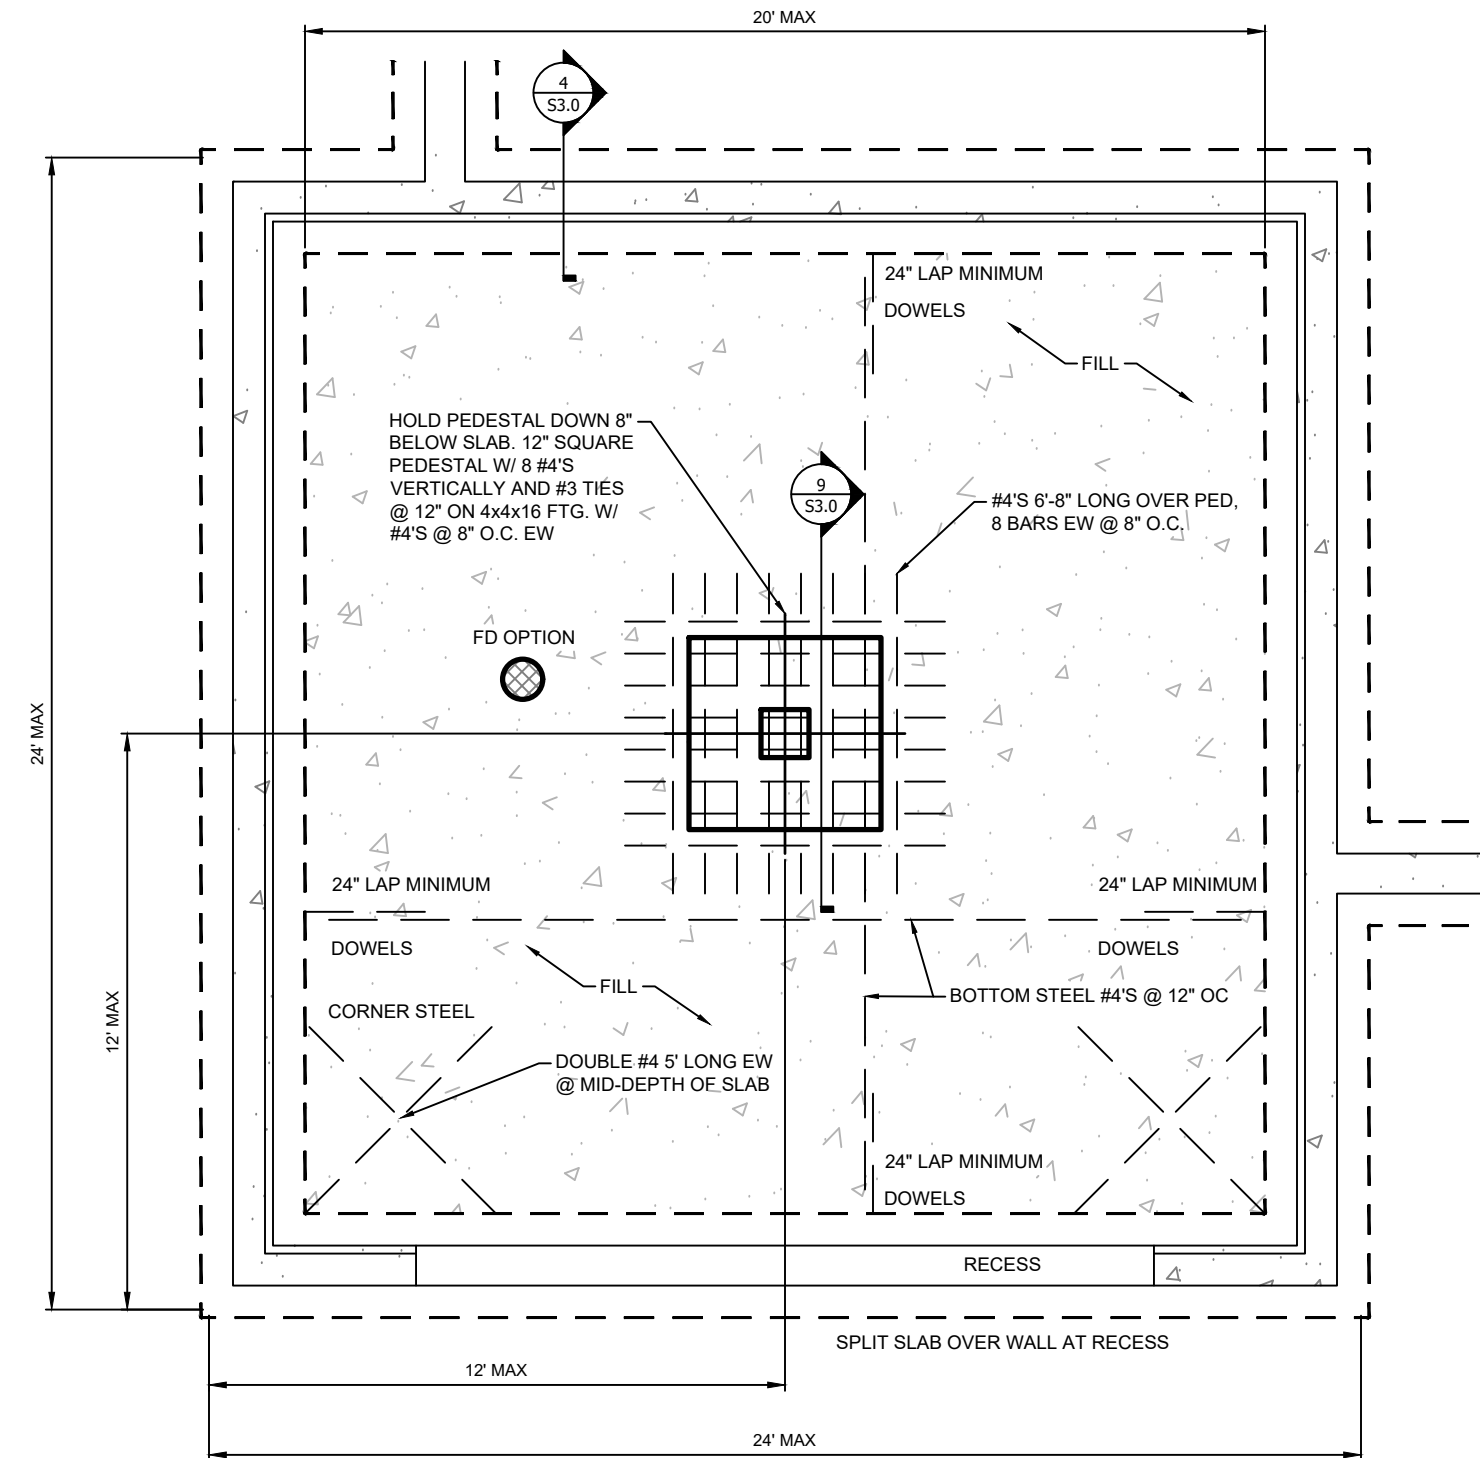 20' MAX
4
S3.0
24" LAP MINIMUM
DOWELS
FILL
HOLD PEDESTAL DOWN 8"
BELOW SLAB. 12" SQUARE
PEDESTAL W/ 8 #4'S
VERTICALLY AND #3 TIES
@ 12" ON 4x4x16 FTG. W/
#4'S @ 8" O.C. EW
9
S3.0
#4'S 6'-8" LONG OVER PED,
8 BARS EW @ 8" O.C.
FD OPTION
24' MAX
24" LAP MINIMUM
24" LAP MINIMUM
DOWELS
DOWELS
FILL
BOTTOM STEEL #4'S @ 12" OC
CORNER STEEL
12' MAX
DOUBLE #4 5' LONG EW
@ MID-DEPTH OF SLAB
24" LAP MINIMUM
DOWELS
RECESS
SPLIT SLAB OVER WALL AT RECESS
12' MAX
24' MAX